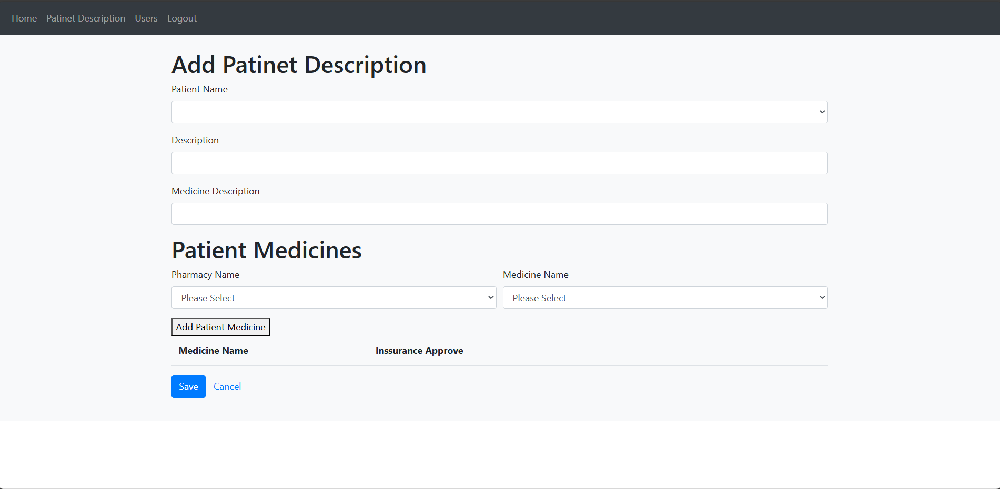 Home Patinet Description Users Logout
Add Patinet Description
Patient Name
Description
Medicine Description
Patient Medicines
Pharmacy Name Medicine Name
Please Select Please Select
Add Patient Medicine
Medicine Name Inssurance Approve
Save Cancel